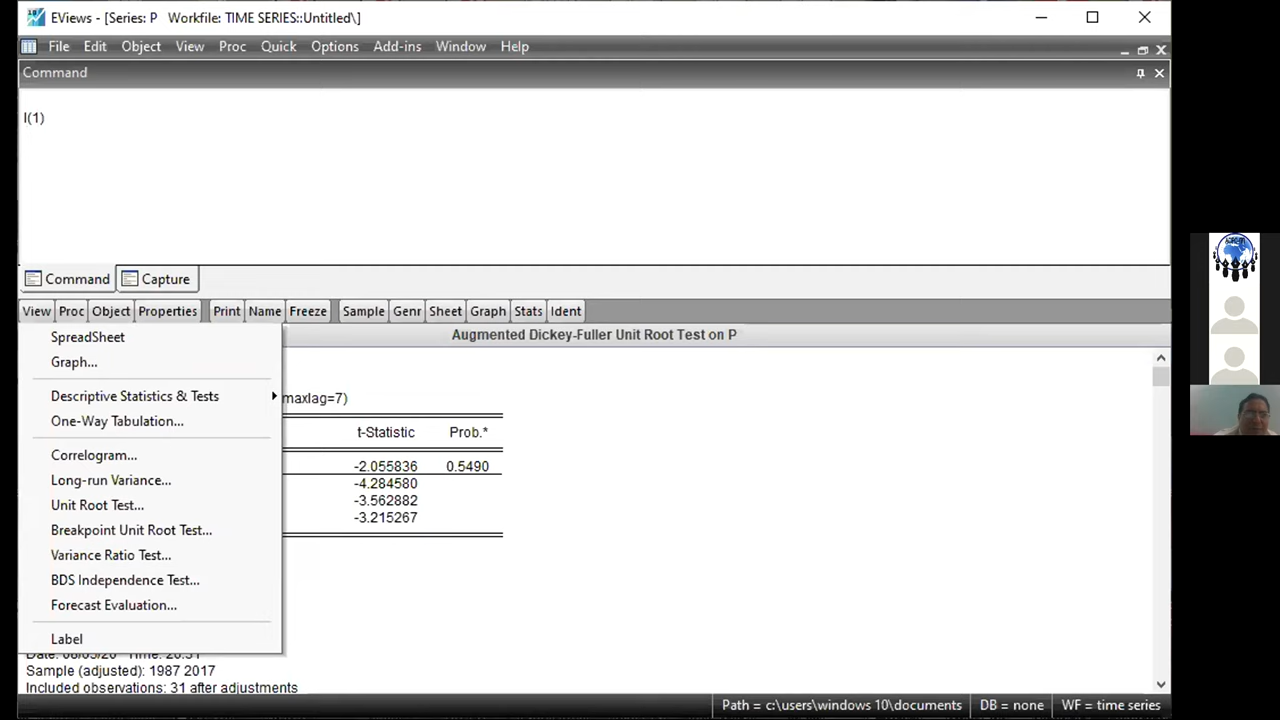 EViews - [Series: P   Workfile: TIME SERIES::Untitled\]
File Edit Object View Proc Quick Options Add-ins Window Help
Command
I(1)
Command Capture
View Proc Object Properties Print Name Freeze Sample Genr Sheet Graph Stats Ident
Augmented Dickey-Fuller Unit Root Test on P
SpreadSheet
Graph...
Descriptive Statistics & Tests
One-Way Tabulation...
Correlogram...
Long-run Variance...
Unit Root Test...
Breakpoint Unit Root Test...
Variance Ratio Test...
BDS Independence Test...
Forecast Evaluation...
Label
maxlag=7)
t-Statistic Prob.*
-2.055836 0.5490
-4.284580
-3.562882
-3.215267
Sample (adjusted): 1987 2017
Included observations: 31 after adjustments
Path = c:\users\windows 10\documents DB = none WF = time series